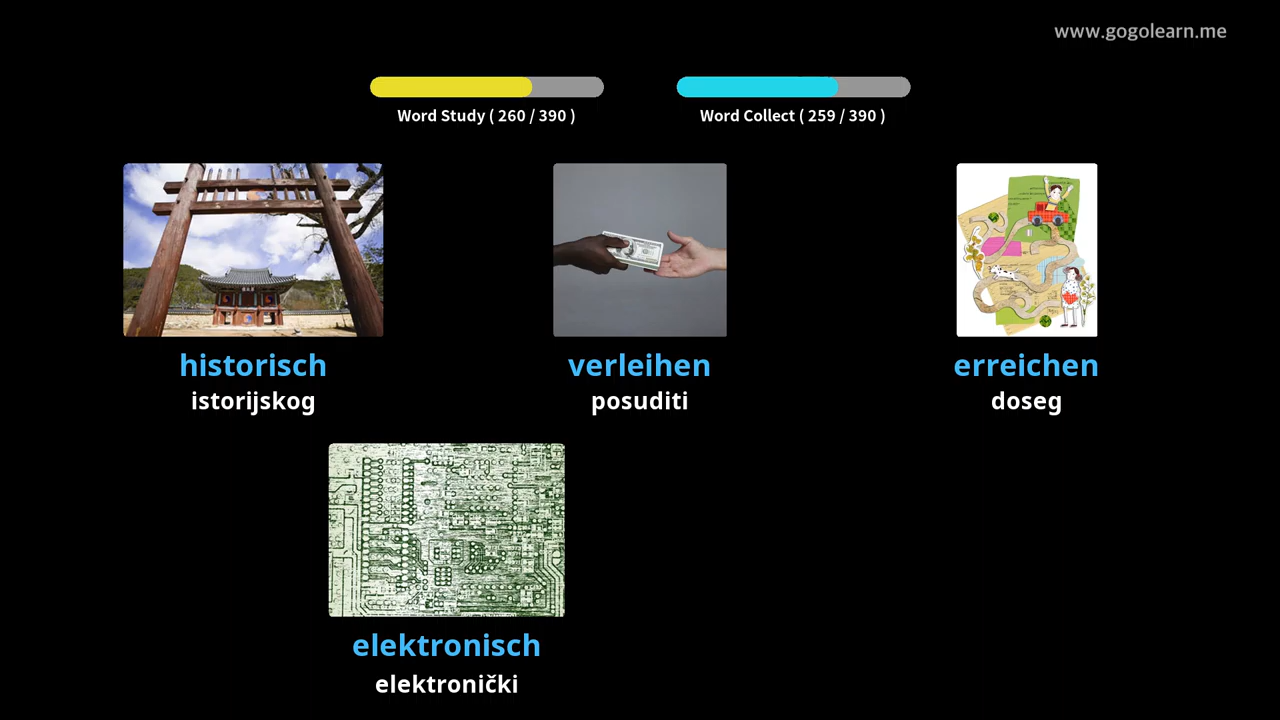 www.gogolearn.me
Word Study ( 260 / 390 )
Word Collect ( 259 / 390 )
historisch
istorijskog
verleihen
posuditi
erreichen
doseg
elektronisch
elektronički